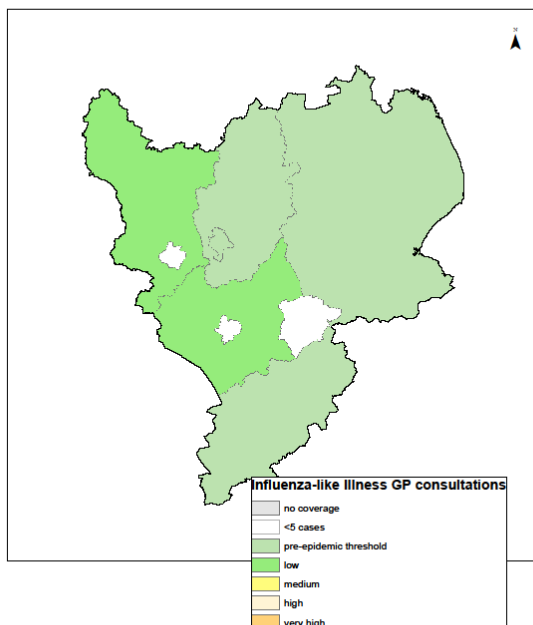 Influenza-like Illness GP consultations
no coverage
<5 cases
pre-epidemic threshold
low
medium
high
very high